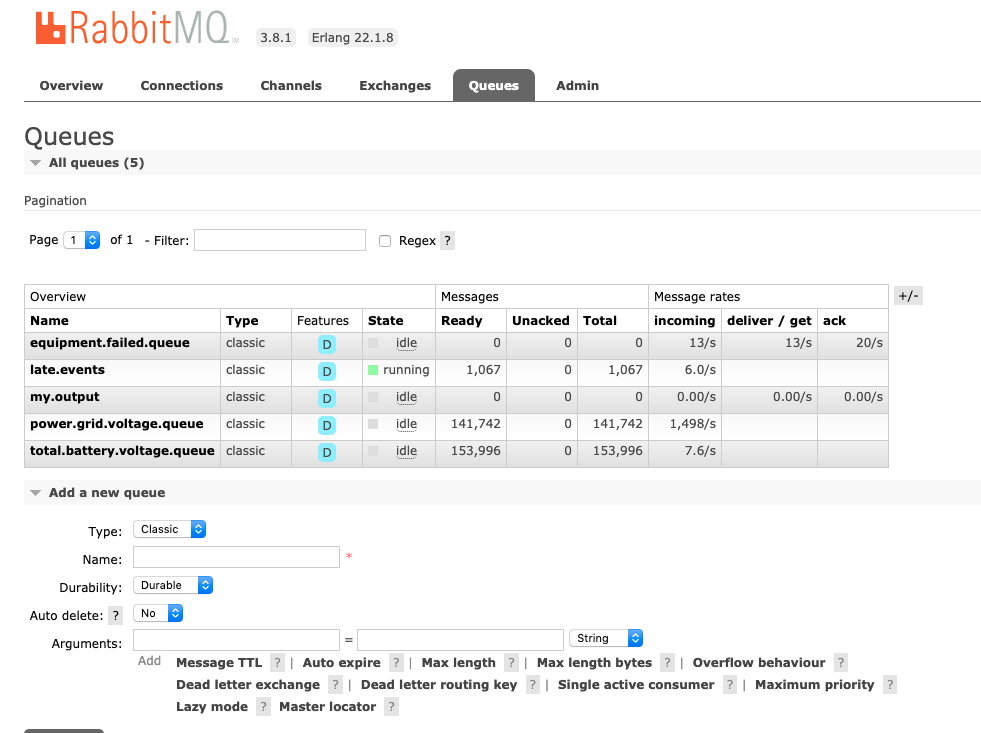 RabbitMQ TM 3.8.1 Erlang 22.1.8
Overview Connections Channels Exchanges Queues Admin
Queues
All queues (5)
Pagination
Page 1 of 1 - Filter: Regex ?
Overview Messages Message rates +/-
Name Type Features State Ready Unacked Total incoming deliver / get ack
equipment.failed.queue classic D idle 0 0 0 13/s 13/s 20/s
late.events classic D running 1,067 0 1,067 6.0/s
my.output classic D idle 0 0 0 0.00/s 0.00/s 0.00/s
power.grid.voltage.queue classic D idle 141,742 0 141,742 1,498/s
total.battery.voltage.queue classic D idle 153,996 0 153,996 7.6/s
Add a new queue
Type: Classic
Name: *
Durability: Durable
Auto delete: ? No
Arguments: = String
Add Message TTL ? | Auto expire ? | Max length ? | Max length bytes ? | Overflow behaviour ?
Dead letter exchange ? | Dead letter routing key ? | Single active consumer ? | Maximum priority ?
Lazy mode ? Master locator ?